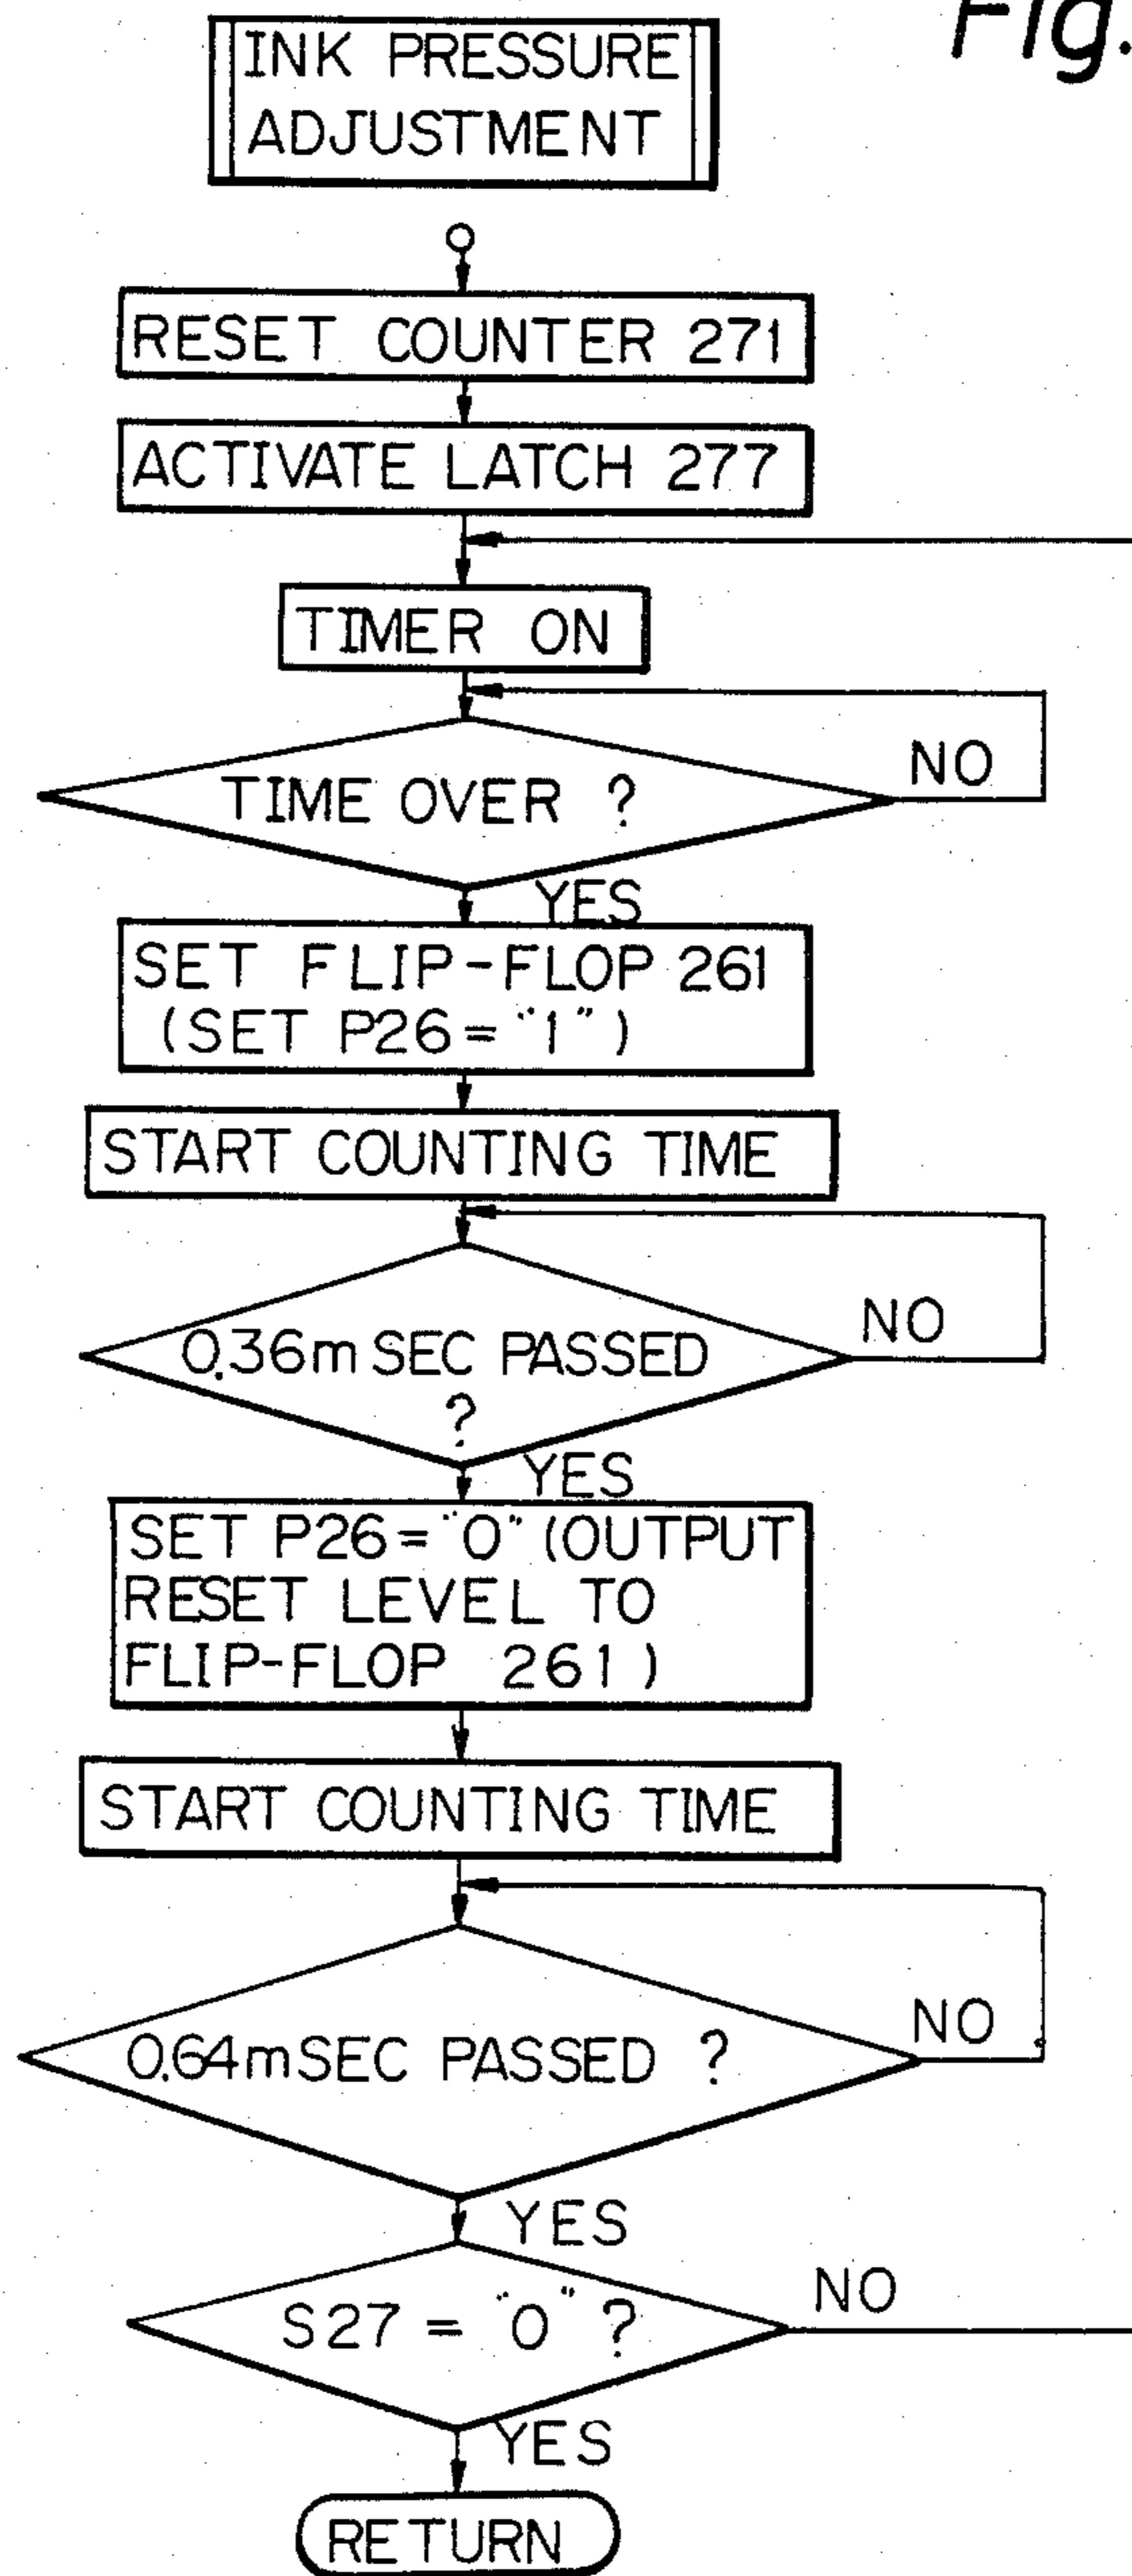 Fig.
INK PRESSURE
ADJUSTMENT
RESET COUNTER 271
ACTIVATE LATCH 277
TIMER ON
TIME OVER ?
NO
YES
SET FLIP-FLOP 261
(SET P26 = "1")
START COUNTING TIME
0.36m SEC PASSED
?
NO
YES
SET P26 = "0" (OUTPUT
RESET LEVEL TO
FLIP-FLOP 261)
START COUNTING TIME
0.64m SEC PASSED ?
NO
YES
S27 = "0" ?
NO
YES
RETURN